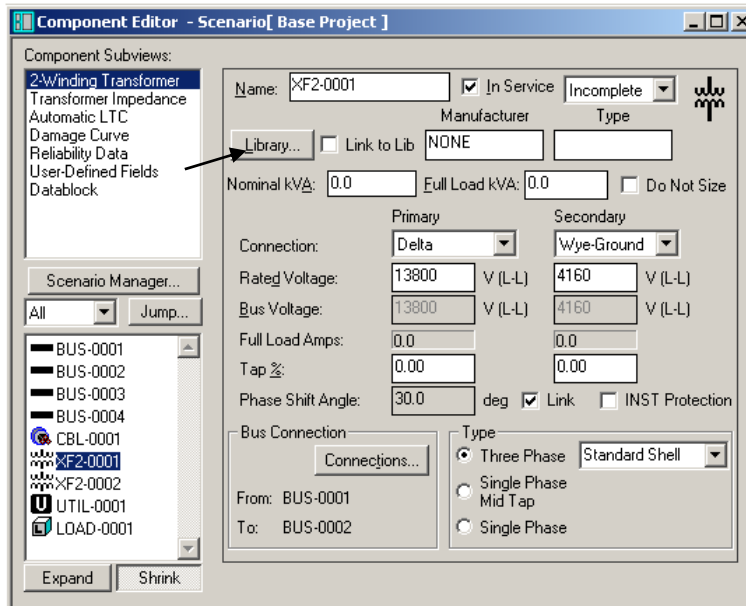 Component Editor - Scenario[ Base Project ]
Component Subviews:
2-Winding Transformer
Transformer Impedance
Automatic LTC
Damage Curve
Reliability Data
User-Defined Fields
Datablock
Scenario Manager...
All Jump...
BUS-0001
BUS-0002
BUS-0003
BUS-0004
CBL-0001
XF2-0001
XF2-0002
UTIL-0001
LOAD-0001
Expand Shrink
Name: XF2-0001 In Service Incomplete
Manufacturer Type
Library... Link to Lib NONE
Nominal kVA: 0.0 Full Load kVA: 0.0 Do Not Size
Primary Secondary
Connection: Delta Wye-Ground
Rated Voltage: 13800 V (L-L) 4160 V (L-L)
Bus Voltage: 13800 V (L-L) 4160 V (L-L)
Full Load Amps: 0.0 0.0
Tap %: 0.00 0.00
Phase Shift Angle: 30.0 deg Link INST Protection
Bus Connection
Connections...
From: BUS-0001
To: BUS-0002
Type
Three Phase Standard Shell
Single Phase
Mid Tap
Single Phase